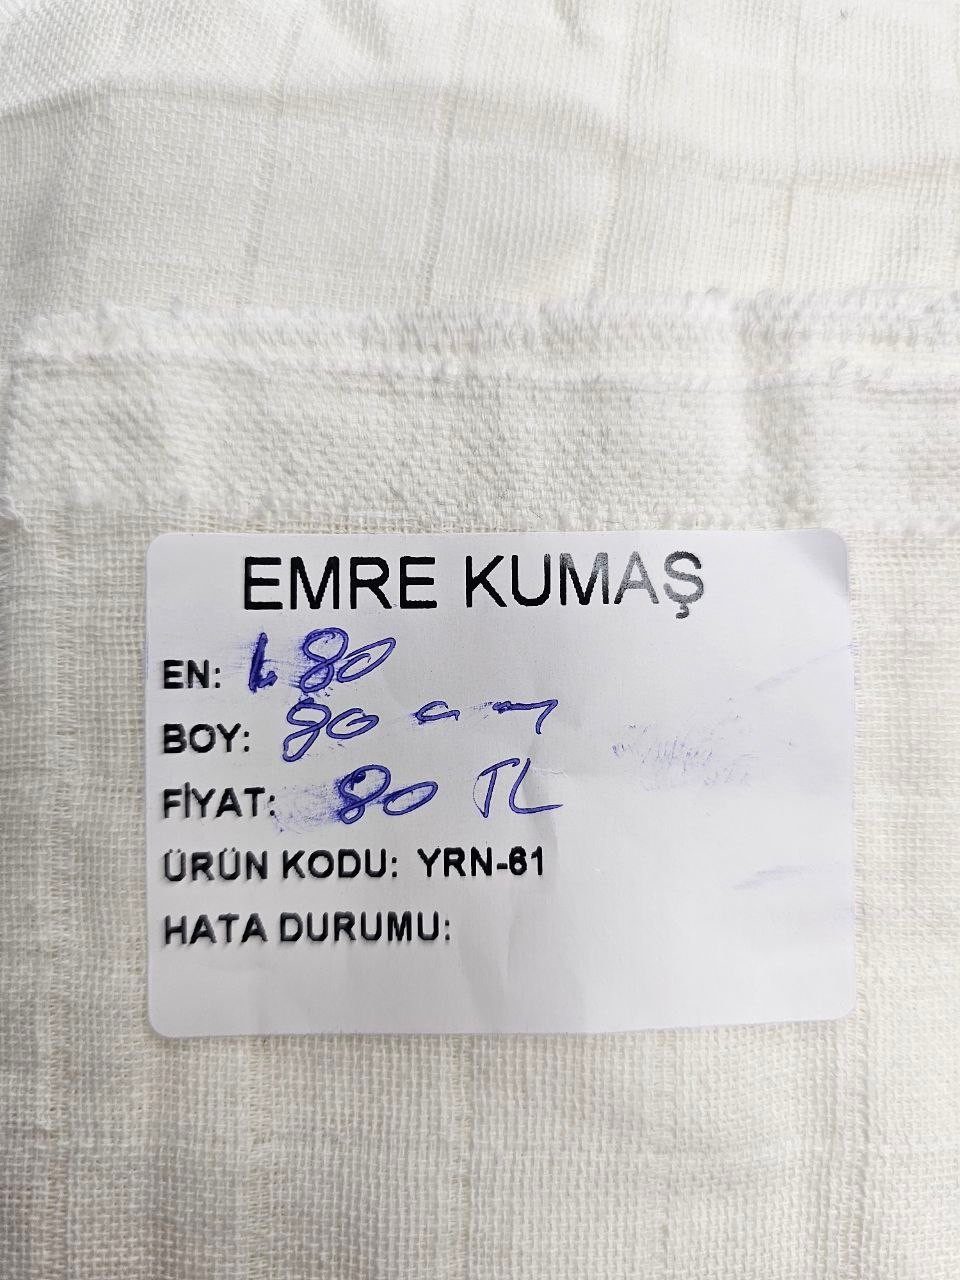 EMRE KUMAŞ
EN: 1.80
BOY: 80 cm
FİYAT: 80 TL
ÜRÜN KODU: YRN-61
HATA DURUMU: